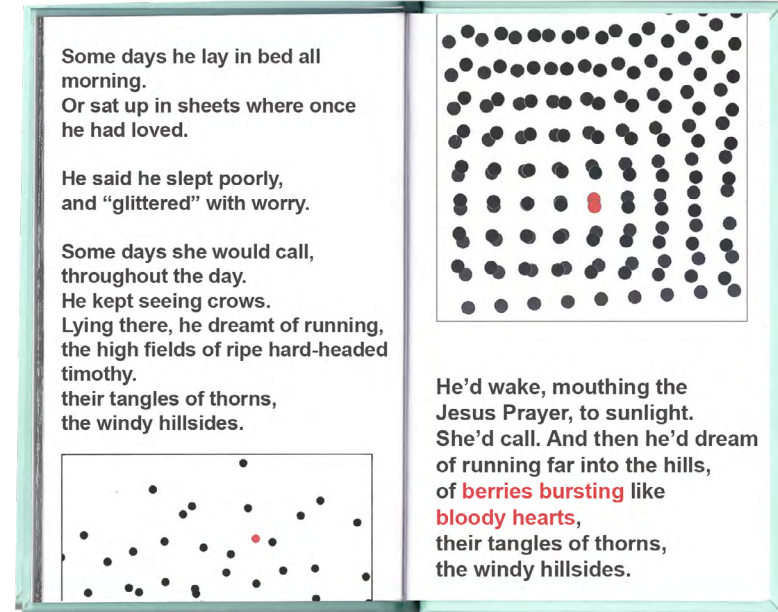 Some days he lay in bed all
morning.
Or sat up in sheets where once
he had loved.
He said he slept poorly,
and “glittered” with worry.
Some days she would call,
throughout the day.
He kept seeing crows.
Lying there, he dreamt of running,
the high fields of ripe hard-headed
timothy.
their tangles of thorns,
the windy hillsides.
He’d wake, mouthing the
Jesus Prayer, to sunlight.
She’d call. And then he’d dream
of running far into the hills,
of berries bursting like
bloody hearts,
their tangles of thorns,
the windy hillsides.